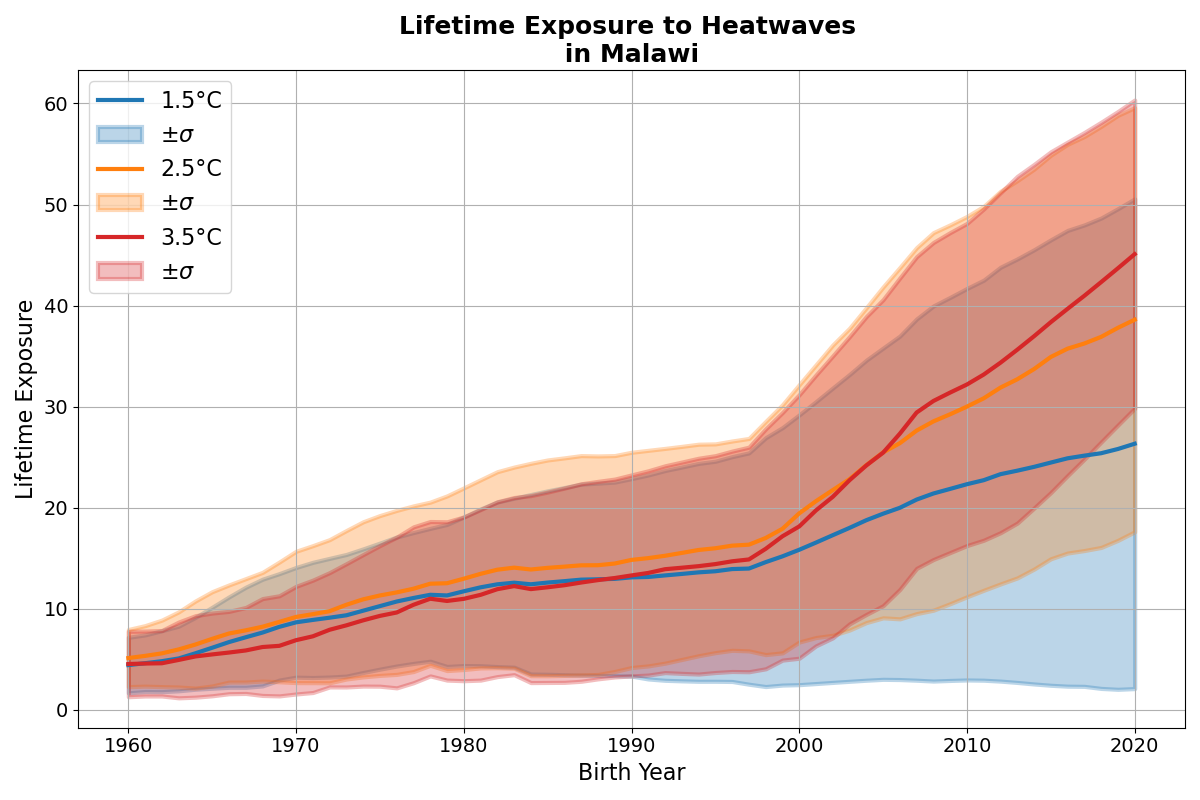 Lifetime Exposure to Heatwaves
in Malawi
1.5°C
±σ
2.5°C
±σ
3.5°C
±σ
Lifetime Exposure
60
50
40
30
20
10
0
1960
1970
1980
1990
2000
2010
2020
Birth Year